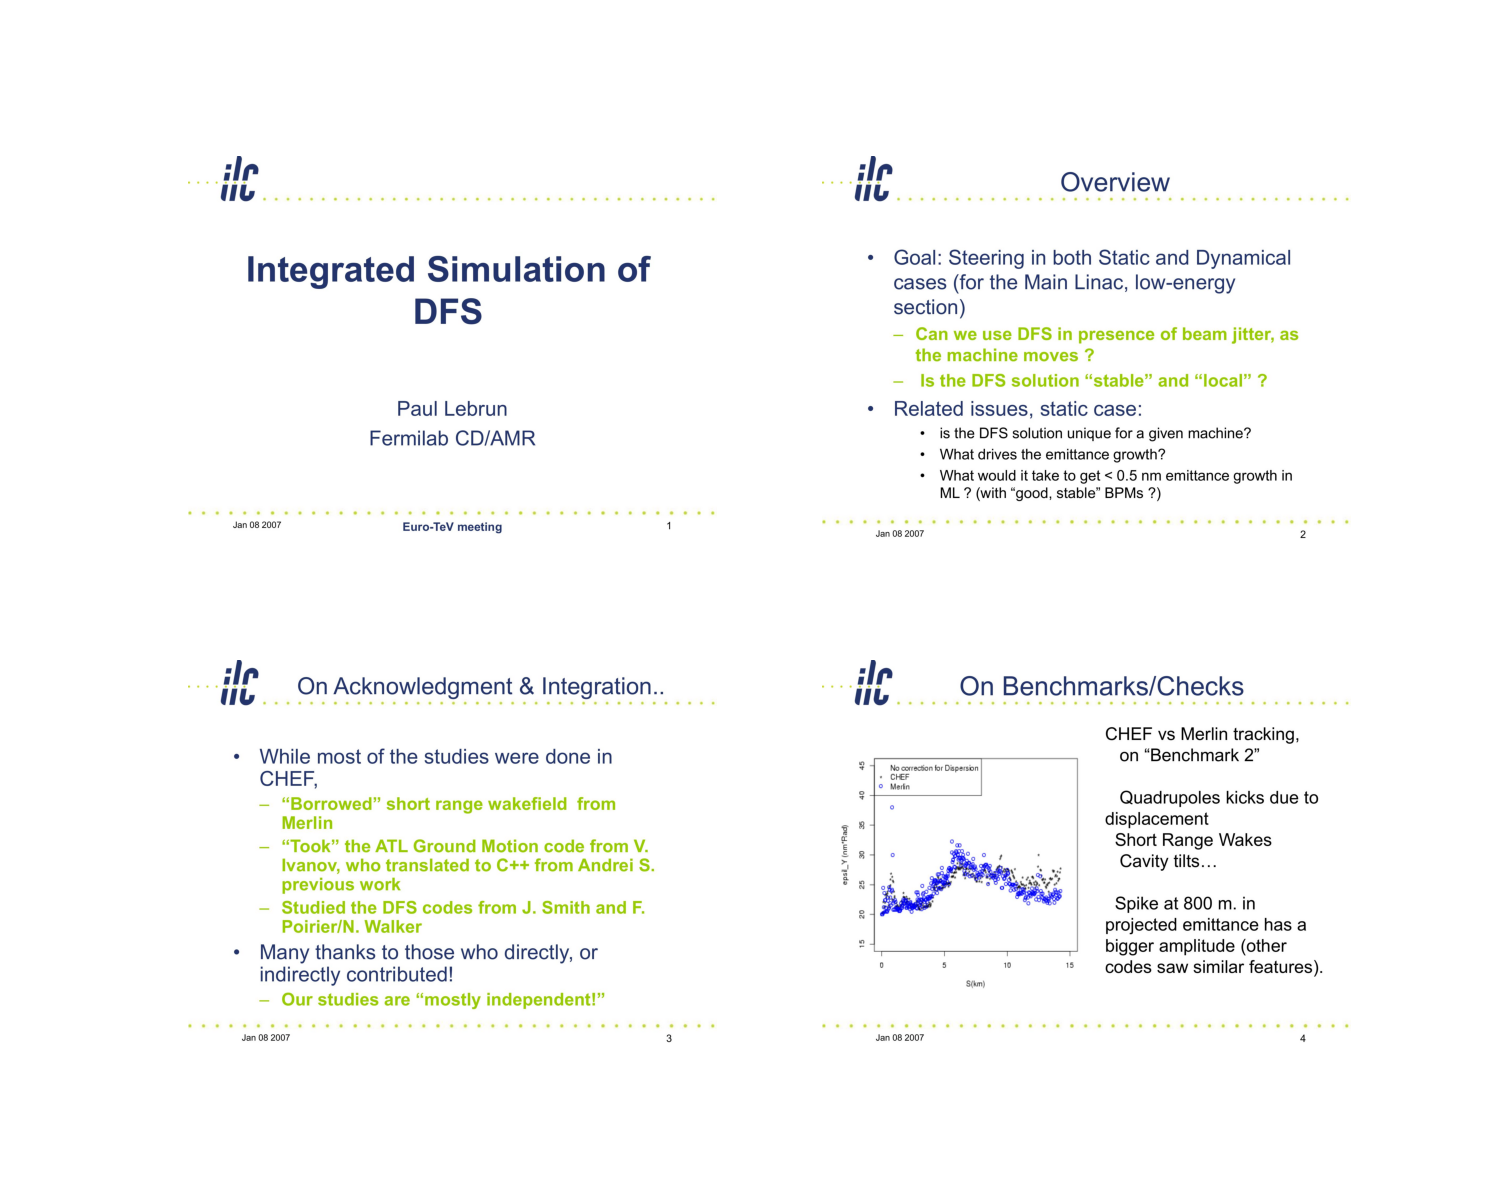 ilc
Integrated Simulation of
DFS
Paul Lebrun
Fermilab CD/AMR
Jan 08 2007
Euro-TeV meeting
1
ilc
Overview
• Goal: Steering in both Static and Dynamical
cases (for the Main Linac, low-energy
section)
– Can we use DFS in presence of beam jitter, as
the machine moves ?
– Is the DFS solution “stable” and “local” ?
• Related issues, static case:
• is the DFS solution unique for a given machine?
• What drives the emittance growth?
• What would it take to get < 0.5 nm emittance growth in
ML ? (with “good, stable” BPMs ?)
Jan 08 2007
2
ilc
On Acknowledgment & Integration..
• While most of the studies were done in
CHEF,
– “Borrowed” short range wakefield from
Merlin
– “Took” the ATL Ground Motion code from V.
Ivanov, who translated to C++ from Andrei S.
previous work
– Studied the DFS codes from J. Smith and F.
Poirier/N. Walker
• Many thanks to those who directly, or
indirectly contributed!
– Our studies are “mostly independent!”
Jan 08 2007
3
ilc
On Benchmarks/Checks
CHEF vs Merlin tracking,
on “Benchmark 2”
Quadrupoles kicks due to
displacement
Short Range Wakes
Cavity tilts…
Spike at 800 m. in
projected emittance has a
bigger amplitude (other
codes saw similar features).
No correction for Dispersion
CHEF
Merlin
epsil_Y (nm*Rad)
45
40
35
30
25
20
15
0
5
10
15
S(km)
Jan 08 2007
4